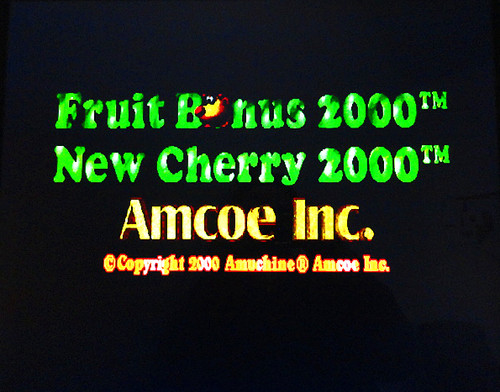 Fruit Bonus 2000™
New Cherry 2000™
Amcoe Inc.
©Copyright 2000 Amuchine® Amcoe Inc.